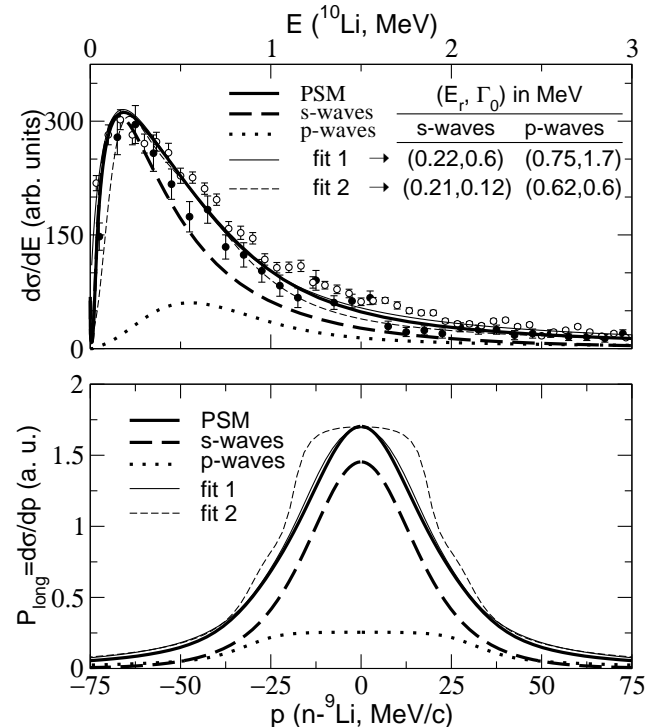 E (¹⁰Li, MeV)
0 1 2 3
dσ/dE (arb. units)
300
150
0
PSM
s-waves
p-waves
fit 1
fit 2
(E_r, Γ_0) in MeV
s-waves p-waves
→ (0.22,0.6) (0.75,1.7)
→ (0.21,0.12) (0.62,0.6)
P_long=dσ/dp (a. u.)
2
1.5
1
0.5
0
PSM
s-waves
p-waves
fit 1
fit 2
−75 −50 −25 0 25 50 75
p (n-⁹Li, MeV/c)